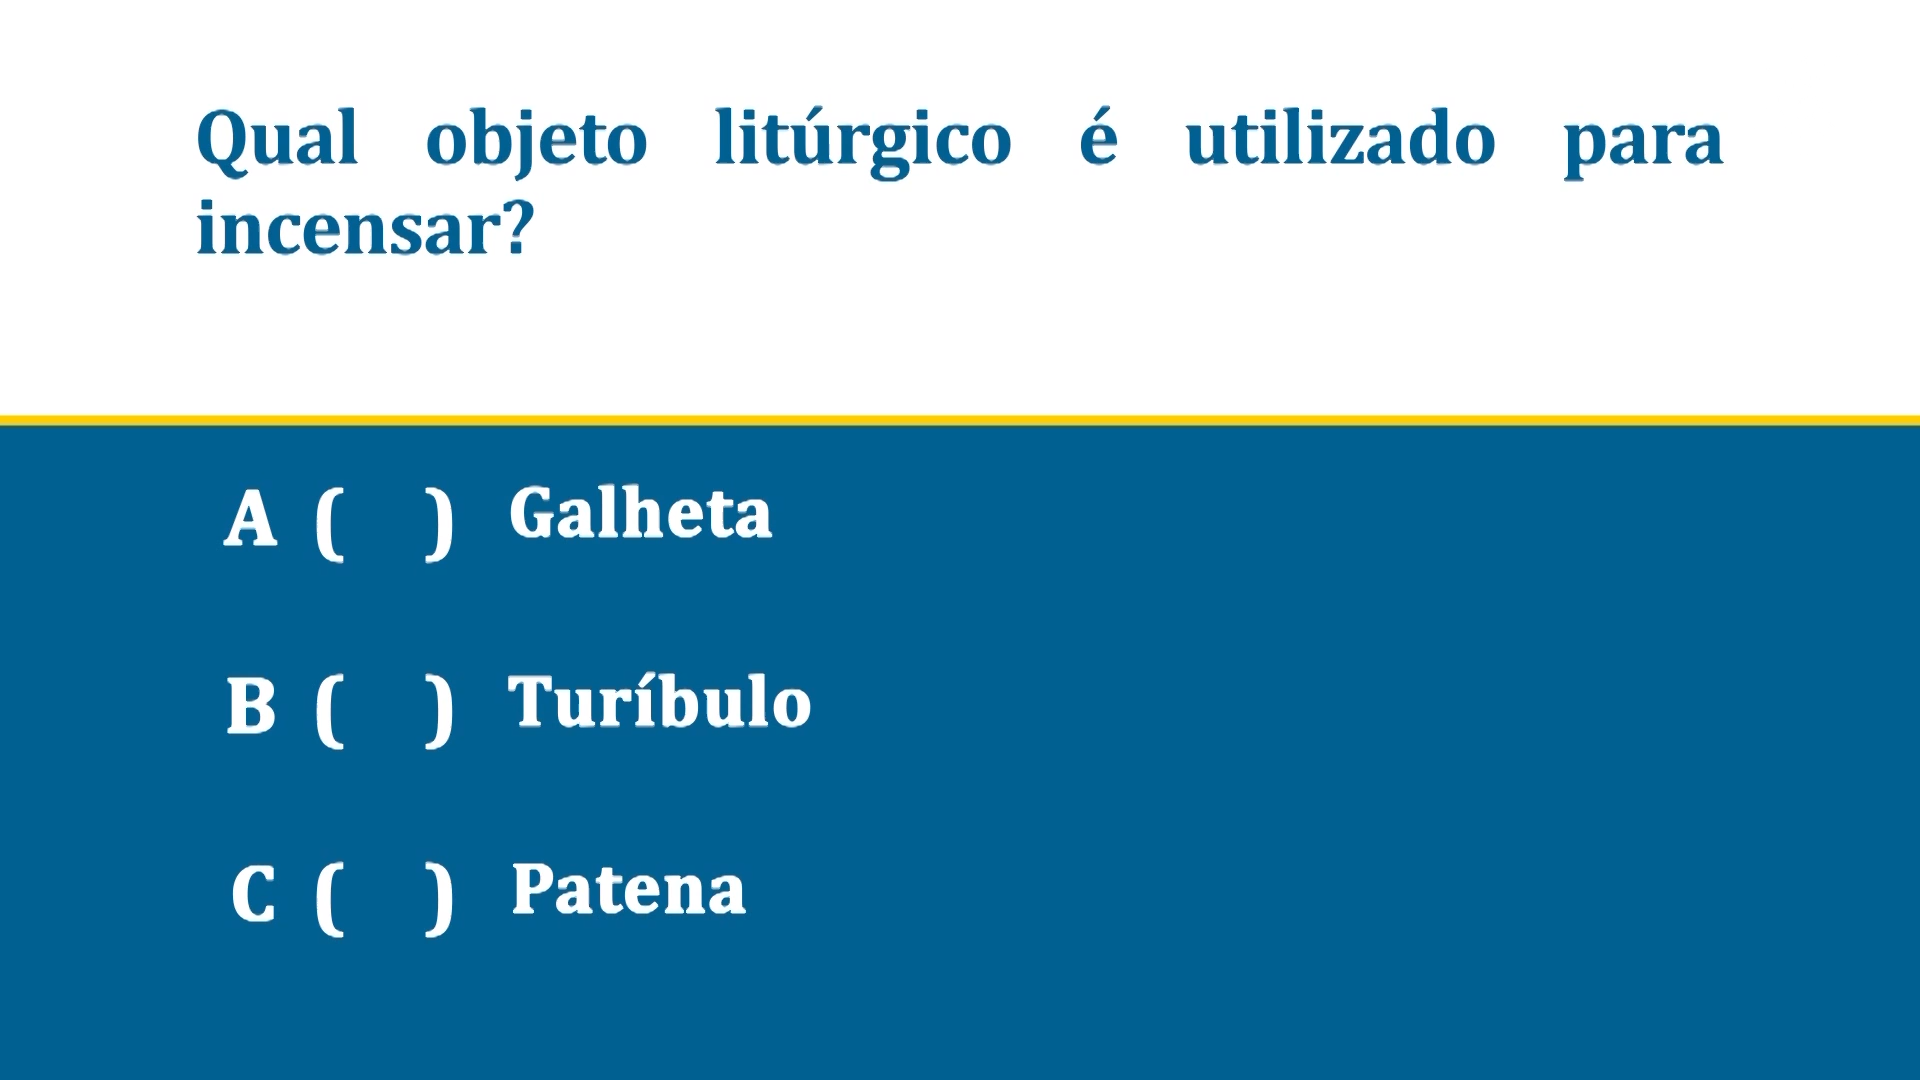 Qual objeto litúrgico é utilizado para
incensar?
A ( ) Galheta
B ( ) Turíbulo
C ( ) Patena